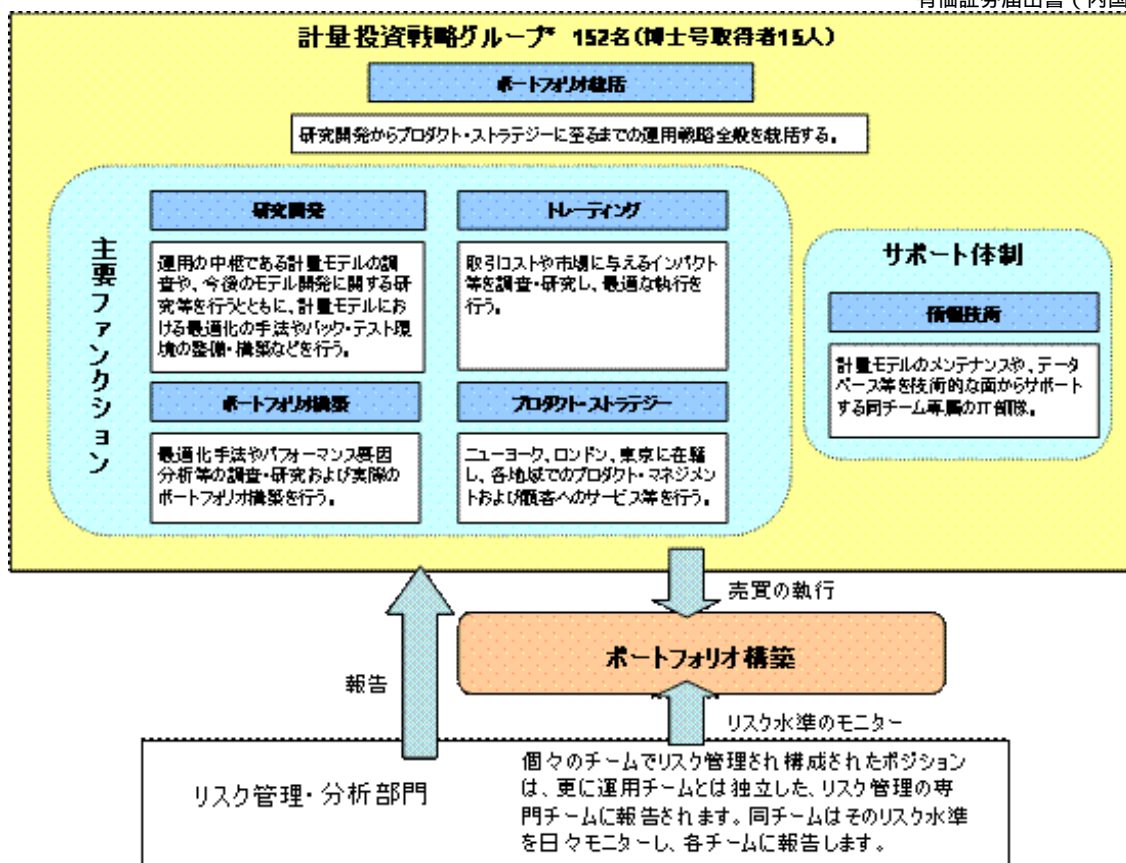 有価証券届出書(内国
計量投資戦略グループ* 152名(博士号取得者15人)
ポートフォリオ統括
研究開発からプロダクト・ストラテジーに至るまでの運用戦略全般を統括する。
主要ファンクション
研究開発
運用の中枢である計量モデルの調
査や、今後のモデル開発に関する研
究等を行うとともに、計量モデルにお
ける最適化の手法やバック・テスト環
境の整備・構築などを行う。
トレーディング
取引コストや市場に与えるインパクト
等を調査・研究し、最適な執行を
行う。
ポートフォリオ構築
最適化手法やパフォーマンス要因
分析等の調査・研究および実際の
ポートフォリオ構築を行う。
プロダクト・ストラテジー
ニューヨーク、ロンドン、東京に在籍
し、各地域でのプロダクト・マネジメン
トおよび顧客へのサービス等を行う。
サポート体制
情報技術
計量モデルのメンテナンスや、データ
ベース等を技術的な面からサポート
する同チーム専属のIT部隊。
売買の執行
ポートフォリオ構築
報告
リスク水準のモニター
リスク管理・分析部門
個々のチームでリスク管理され構成されたポジション
は、更に運用チームとは独立した、リスク管理の専
門チームに報告されます。同チームはそのリスク水準
を日々モニターし、各チームに報告します。